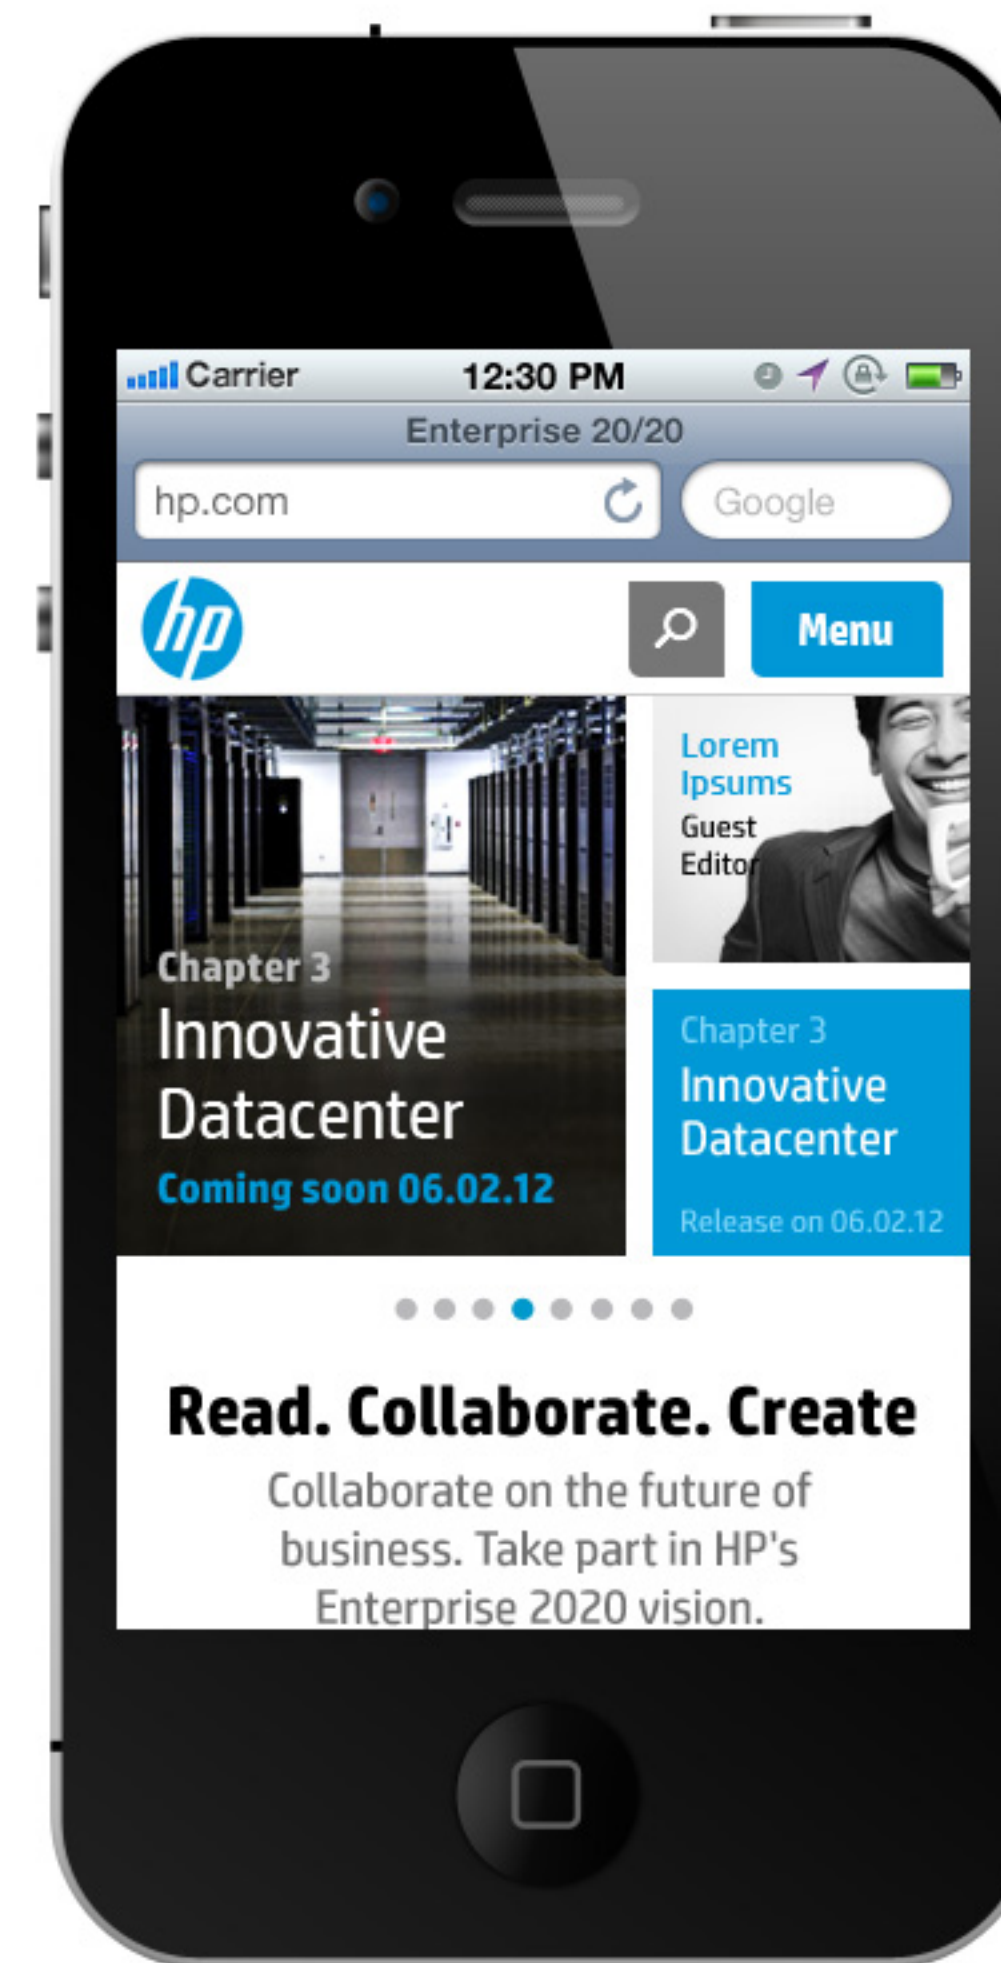 Carrier
12:30 PM
Enterprise 20/20
hp.com
Google
hp
Menu
Chapter 3
Innovative
Datacenter
Coming soon 06.02.12
Lorem
Ipsums
Guest
Editor
Chapter 3
Innovative
Datacenter
Release on 06.02.12
Read. Collaborate. Create
Collaborate on the future of
business. Take part in HP's
Enterprise 2020 vision.